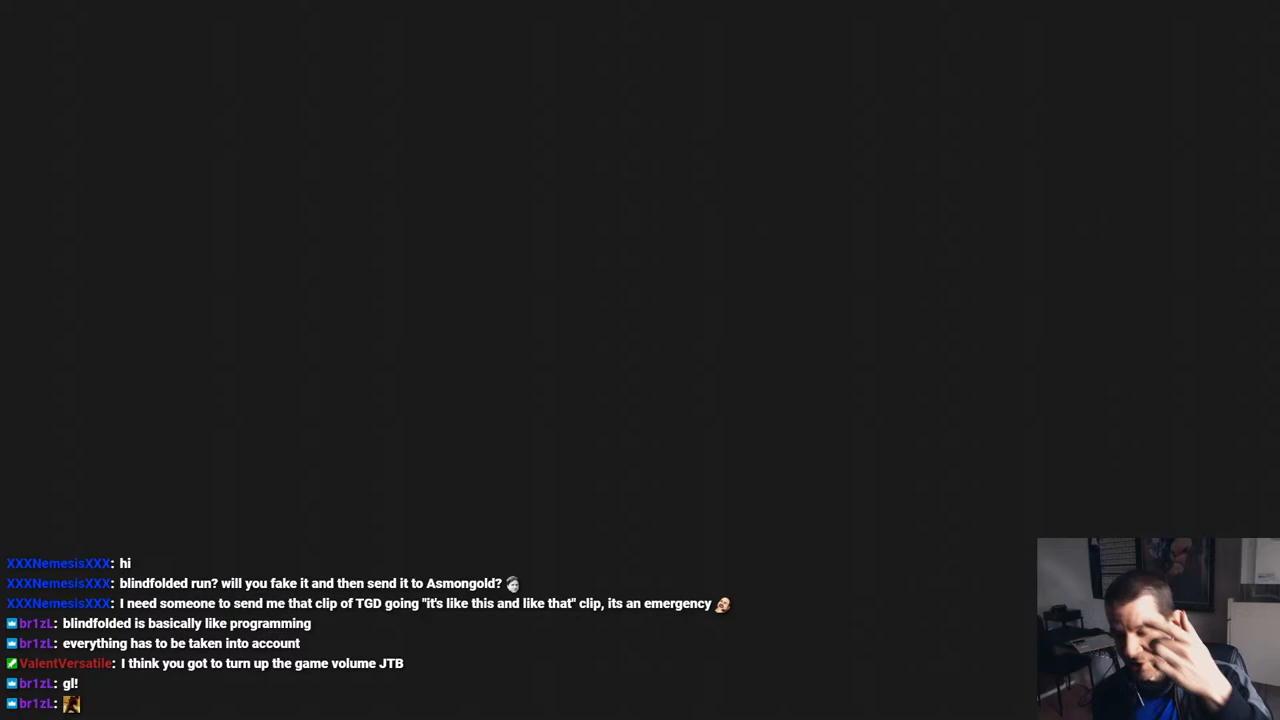 XXXNemesisXXX: hi
XXXNemesisXXX: blindfolded run? will you fake it and then send it to Asmongold?
XXXNemesisXXX: I need someone to send me that clip of TGD going "it's like this and like that" clip, its an emergency
br1zL: blindfolded is basically like programming
br1zL: everything has to be taken into account
ValentVersatile: I think you got to turn up the game volume JTB
br1zL: gl!
br1zL: